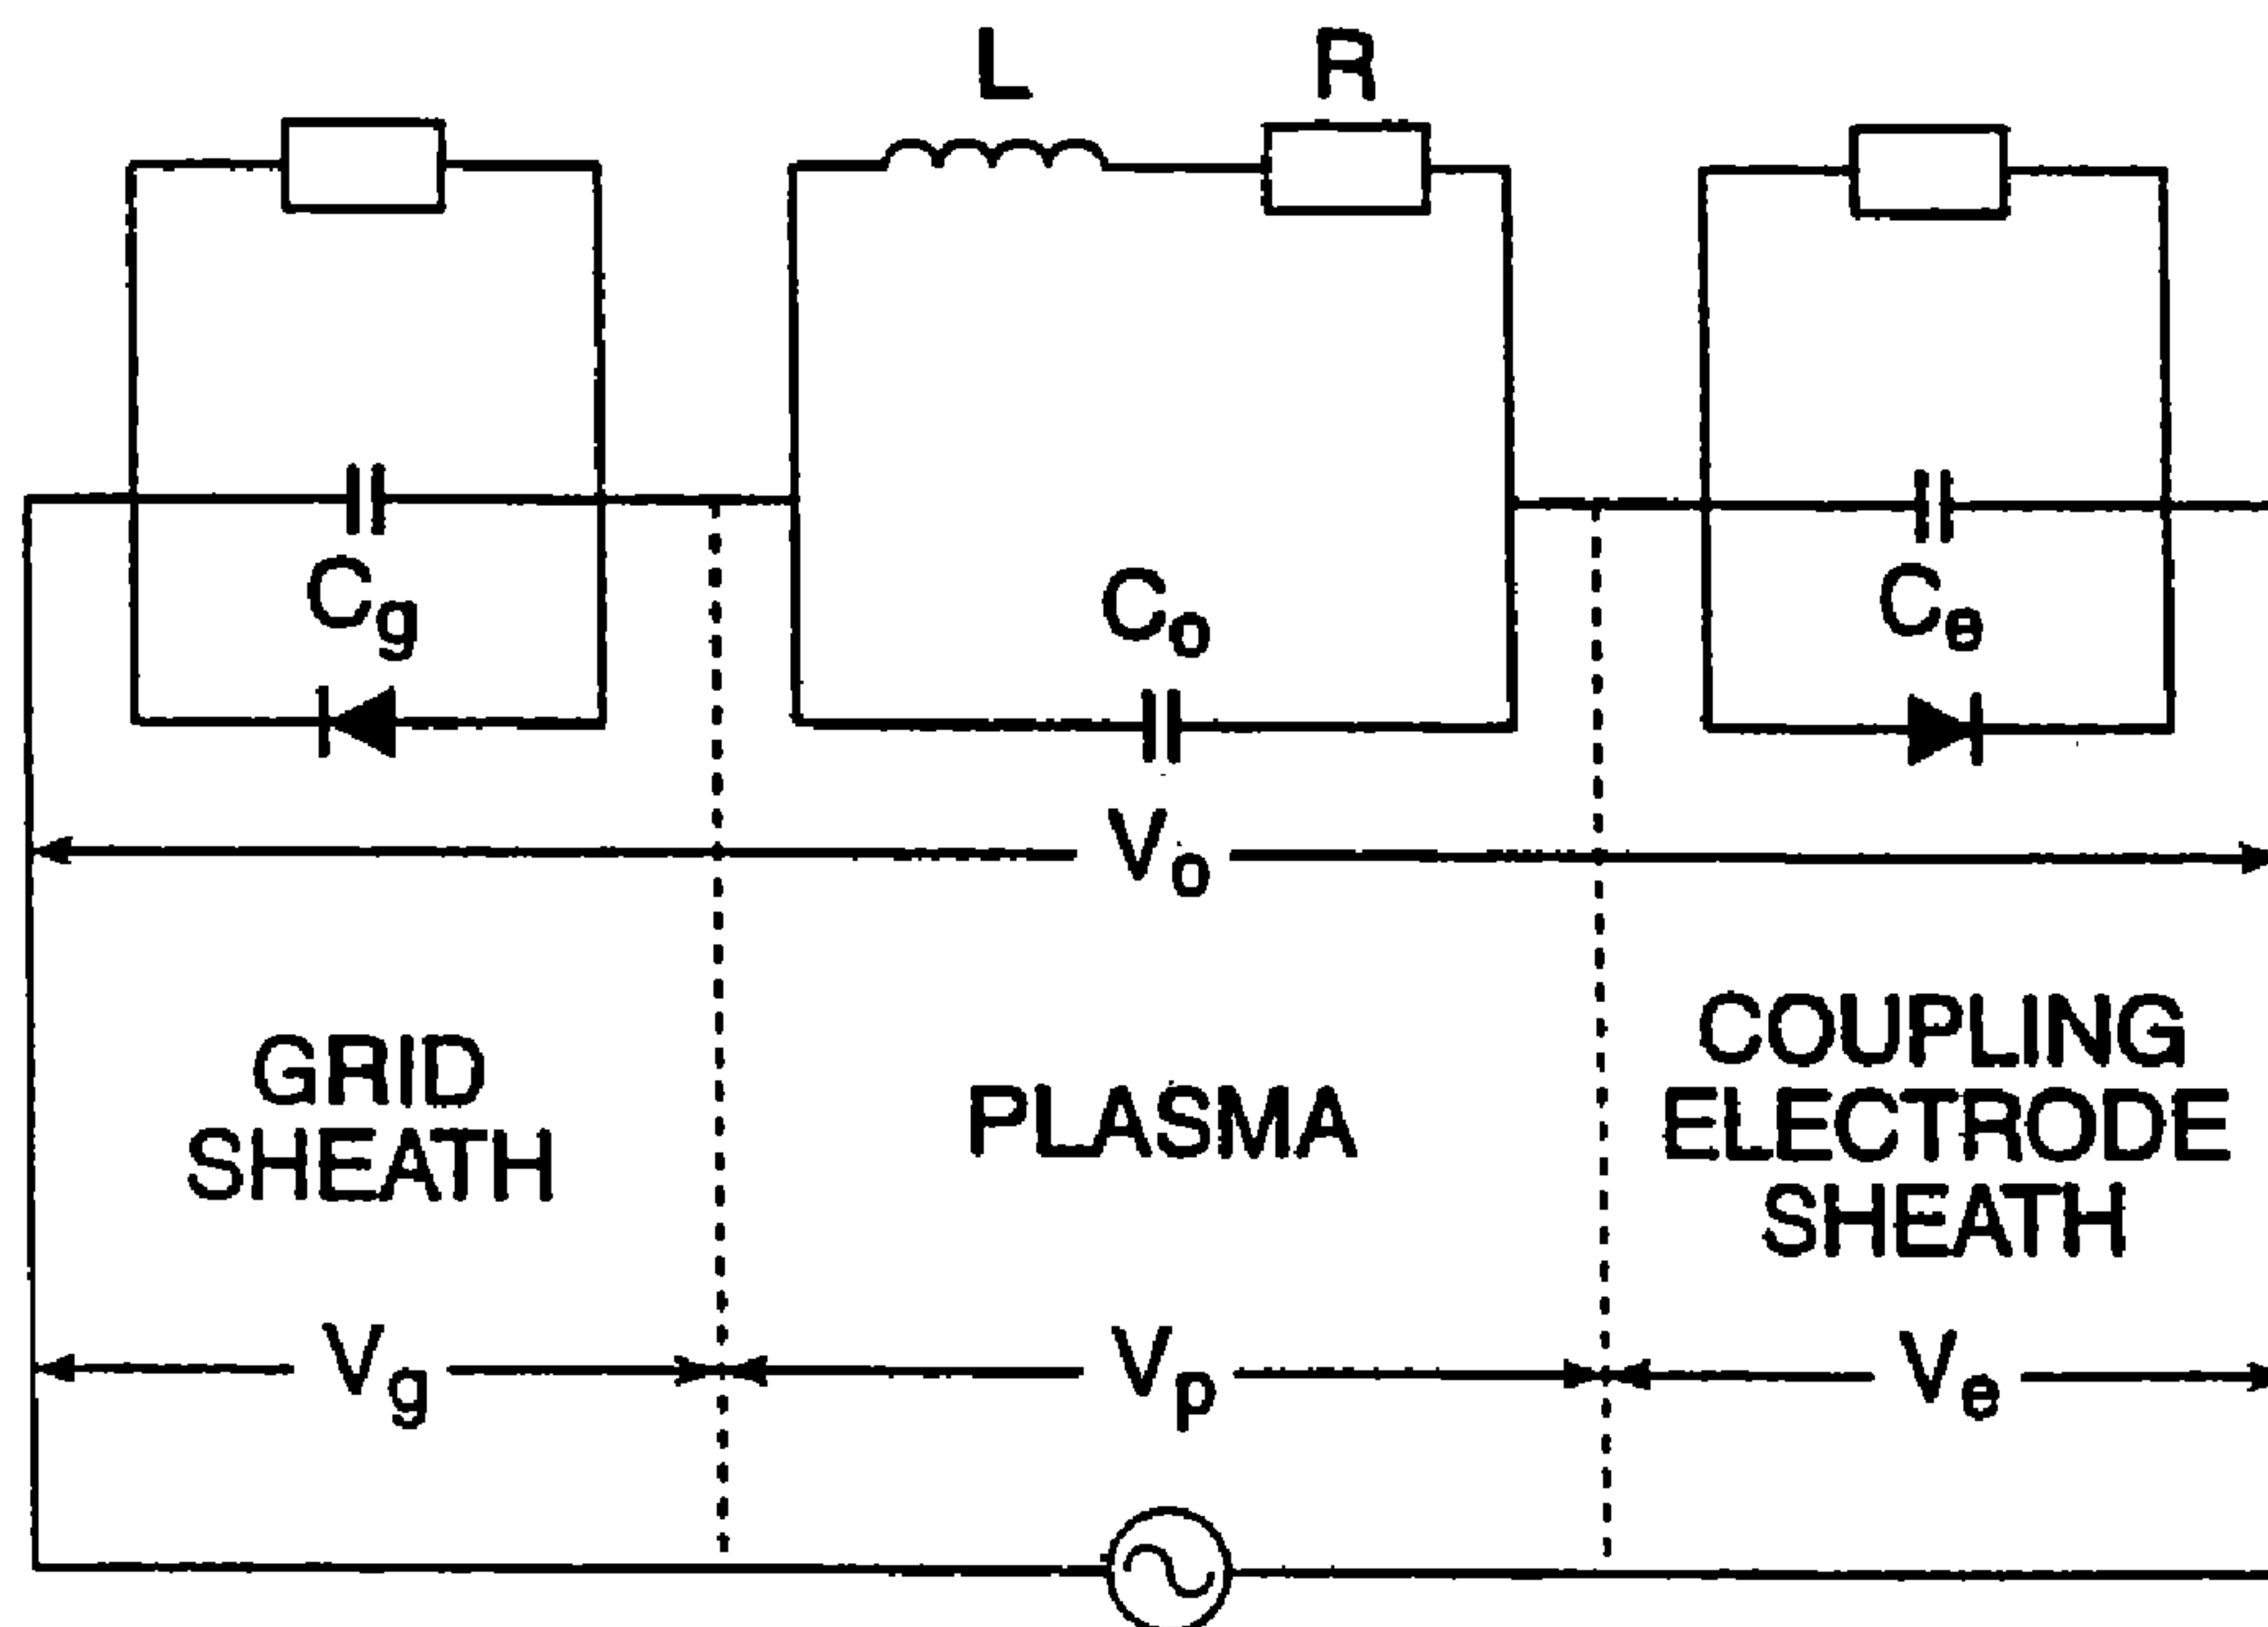 L
R
Cg
Co
Ce
Vo
GRID
SHEATH
PLASMA
COUPLING
ELECTRODE
SHEATH
Vg
Vp
Ve